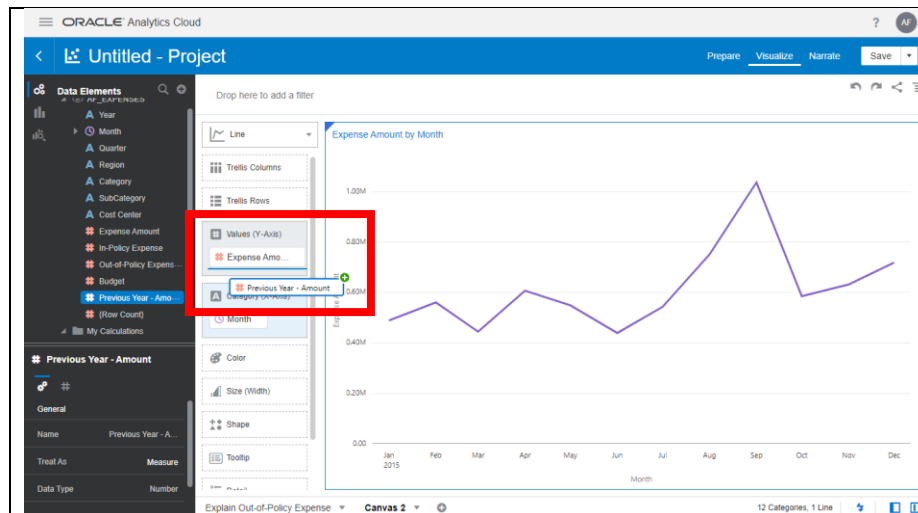 ORACLE Analytics Cloud
?
AF
Untitled - Project
Prepare
Visualize
Narrate
Save
Data Elements
AF_EXPENSES
Year
Month
Quarter
Region
Category
SubCategory
Cost Center
Expense Amount
In-Policy Expense
Out-of-Policy Expens...
Budget
Previous Year - Amo...
(Row Count)
My Calculations
Previous Year - Amount
General
Name
Previous Year - A...
Treat As
Measure
Data Type
Number
Drop here to add a filter
Line
Trellis Columns
Trellis Rows
Values (Y-Axis)
Expense Amo...
Previous Year - Amount
Category (X-Axis)
Month
Color
Size (Width)
Shape
Tooltip
Expense Amount by Month
1.00M
0.80M
0.60M
0.40M
0.20M
0.00
Jan Feb Mar Apr May Jun Jul Aug Sep Oct Nov Dec
2015
Month
Explain Out-of-Policy Expense
Canvas 2
12 Categories, 1 Line